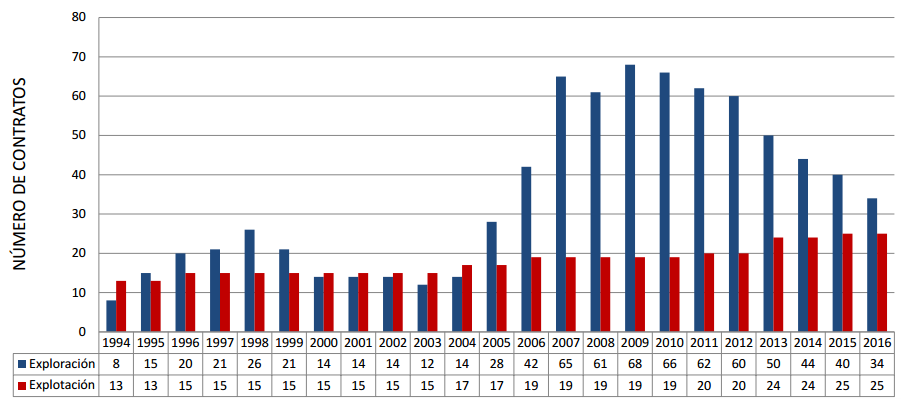 80
70
60
50
40
30
20
10
0
NÚMERO DE CONTRATOS
1994 1995 1996 1997 1998 1999 2000 2001 2002 2003 2004 2005 2006 2007 2008 2009 2010 2011 2012 2013 2014 2015 2016
Exploración 8 15 20 21 26 21 14 14 14 12 14 28 42 65 61 68 66 62 60 50 44 40 34
Explotación 13 13 15 15 15 15 15 15 15 15 17 17 19 19 19 19 19 20 20 24 24 25 25